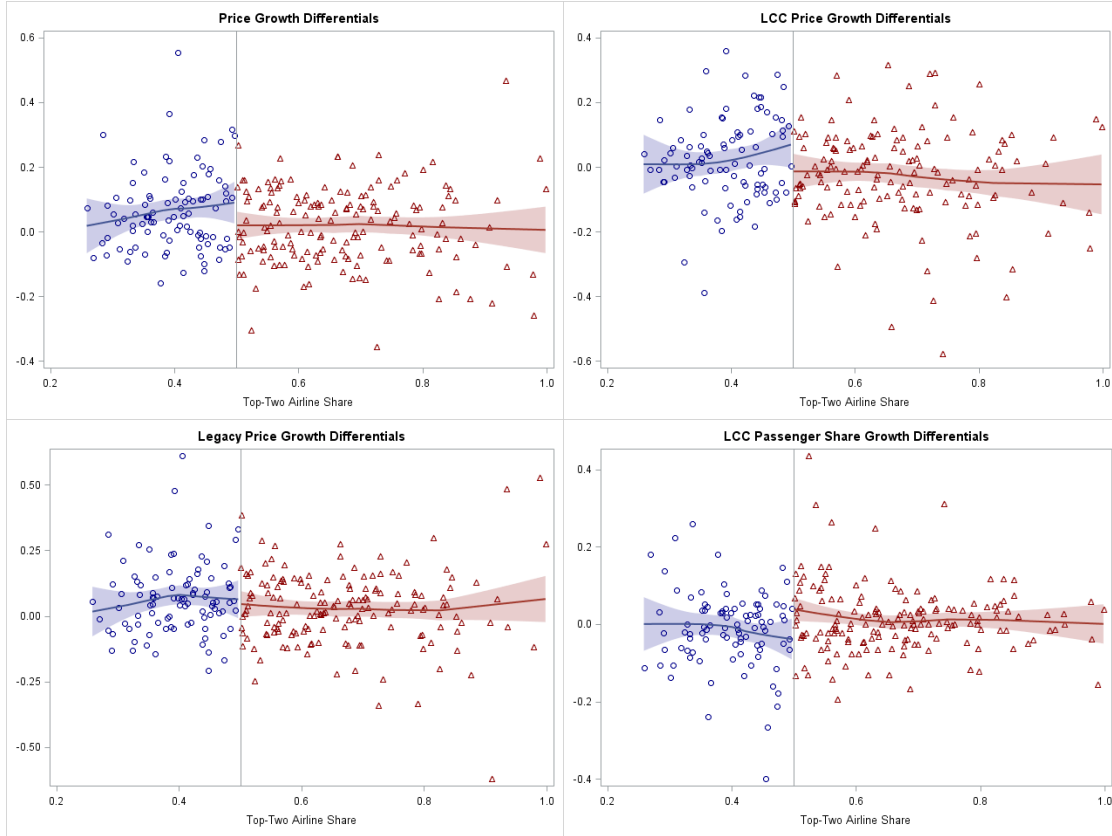 Price Growth Differentials
0.6
0.4
0.2
0.0
-0.2
-0.4
0.2 0.4 0.6 0.8 1.0
Top-Two Airline Share
LCC Price Growth Differentials
0.4
0.2
0.0
-0.2
-0.4
-0.6
0.2 0.4 0.6 0.8 1.0
Top-Two Airline Share
Legacy Price Growth Differentials
0.50
0.25
0.00
-0.25
-0.50
0.2 0.4 0.6 0.8 1.0
Top-Two Airline Share
LCC Passenger Share Growth Differentials
0.4
0.2
0.0
-0.2
-0.4
0.2 0.4 0.6 0.8 1.0
Top-Two Airline Share